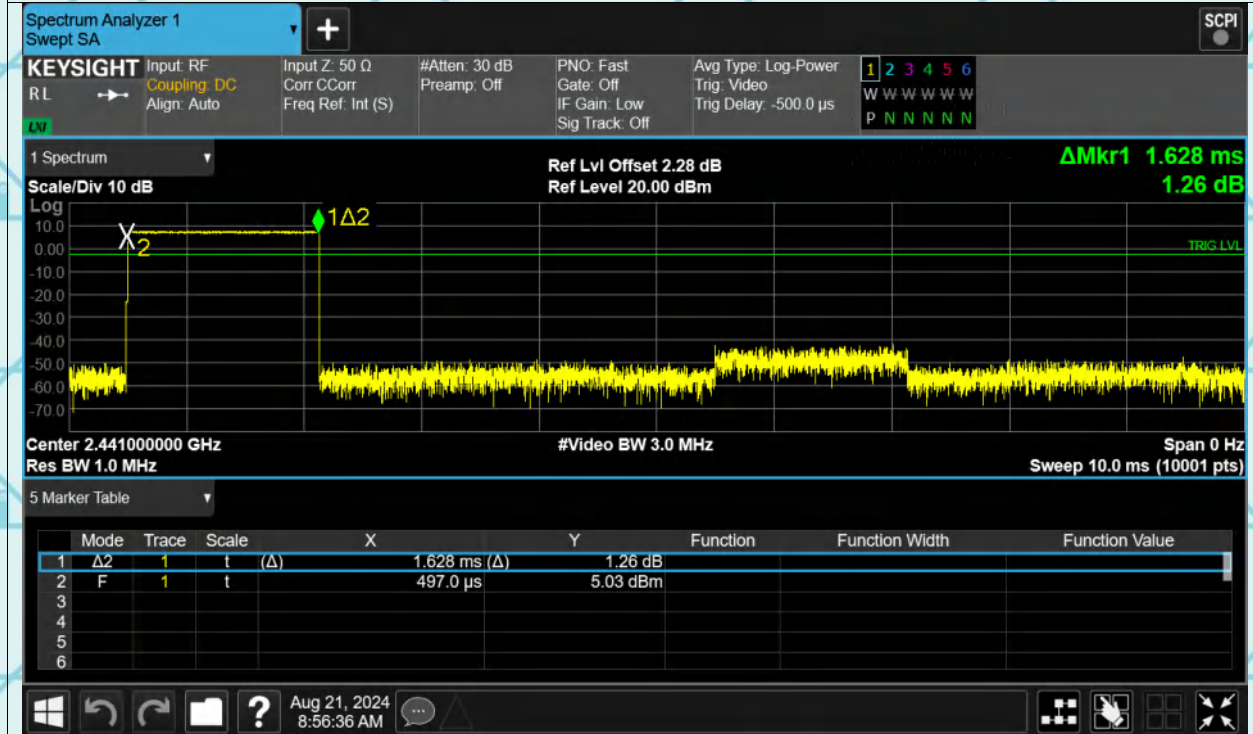 Spectrum Analyzer 1
Swept SA
+
SCPI
KEYSIGHT
RL
LXI
Input: RF
Coupling: DC
Align: Auto
Input Z: 50 Ω
Corr CCorr
Freq Ref: Int (S)
#Atten: 30 dB
Preamp: Off
PNO: Fast
Gate: Off
IF Gain: Low
Sig Track: Off
Avg Type: Log-Power
Trig: Video
Trig Delay: -500.0 µs
1 2 3 4 5 6
W W W W W W
P N N N N N
1 Spectrum
Scale/Div 10 dB
Ref Lvl Offset 2.28 dB
Ref Level 20.00 dBm
ΔMkr1 1.628 ms
1.26 dB
Log
10.0
0.00
-10.0
-20.0
-30.0
-40.0
-50.0
-60.0
-70.0
X
2
1Δ2
TRIG LVL
Center 2.441000000 GHz
#Video BW 3.0 MHz
Span 0 Hz
Res BW 1.0 MHz
Sweep 10.0 ms (10001 pts)
5 Marker Table
Mode Trace Scale X Y Function Function Width Function Value
1 Δ2 1 t (Δ) 1.628 ms (Δ) 1.26 dB
2 F 1 t 497.0 µs 5.03 dBm
3
4
5
6
?
Aug 21, 2024
8:56:36 AM